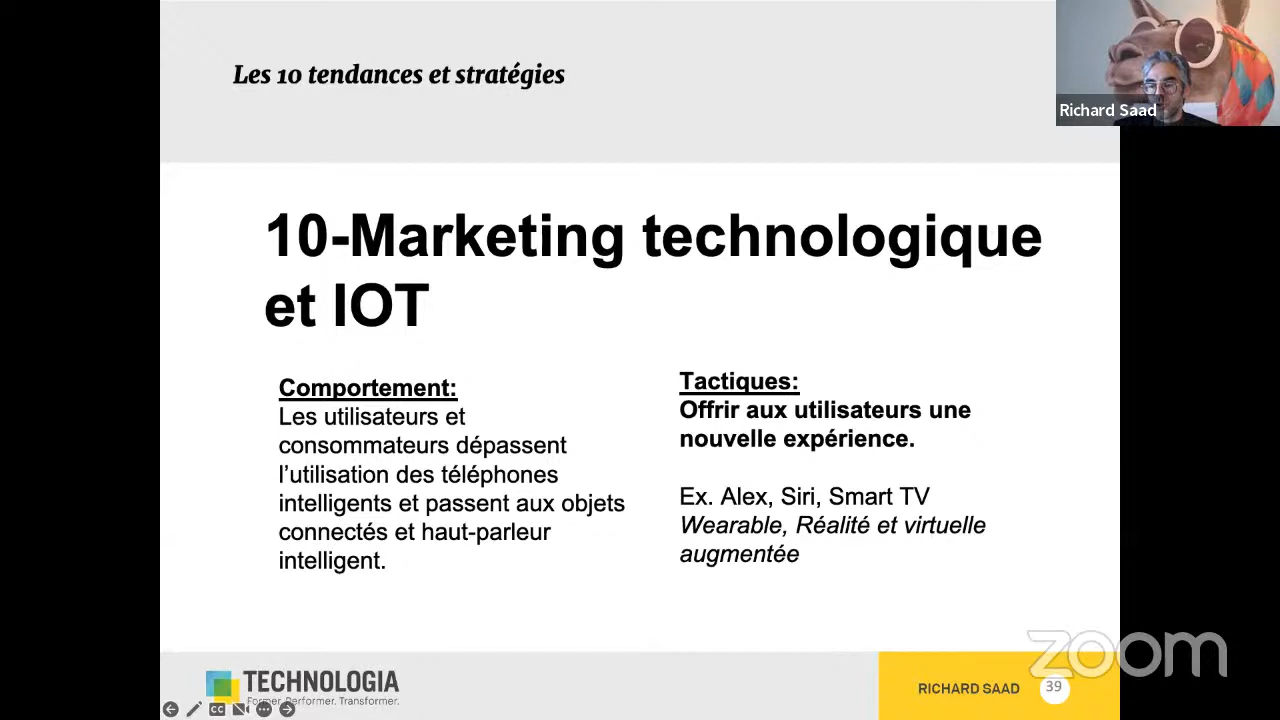 Les 10 tendances et stratégies
Richard Saad
10-Marketing technologique
et IOT
Comportement:
Les utilisateurs et
consommateurs dépassent
l’utilisation des téléphones
intelligents et passent aux objets
connectés et haut-parleur
intelligent.
Tactiques:
Offrir aux utilisateurs une
nouvelle expérience.
Ex. Alex, Siri, Smart TV
Wearable, Réalité et virtuelle
augmentée
TECHNOLOGIA
Former. Performer. Transformer.
CC
RICHARD SAAD
39
zoom